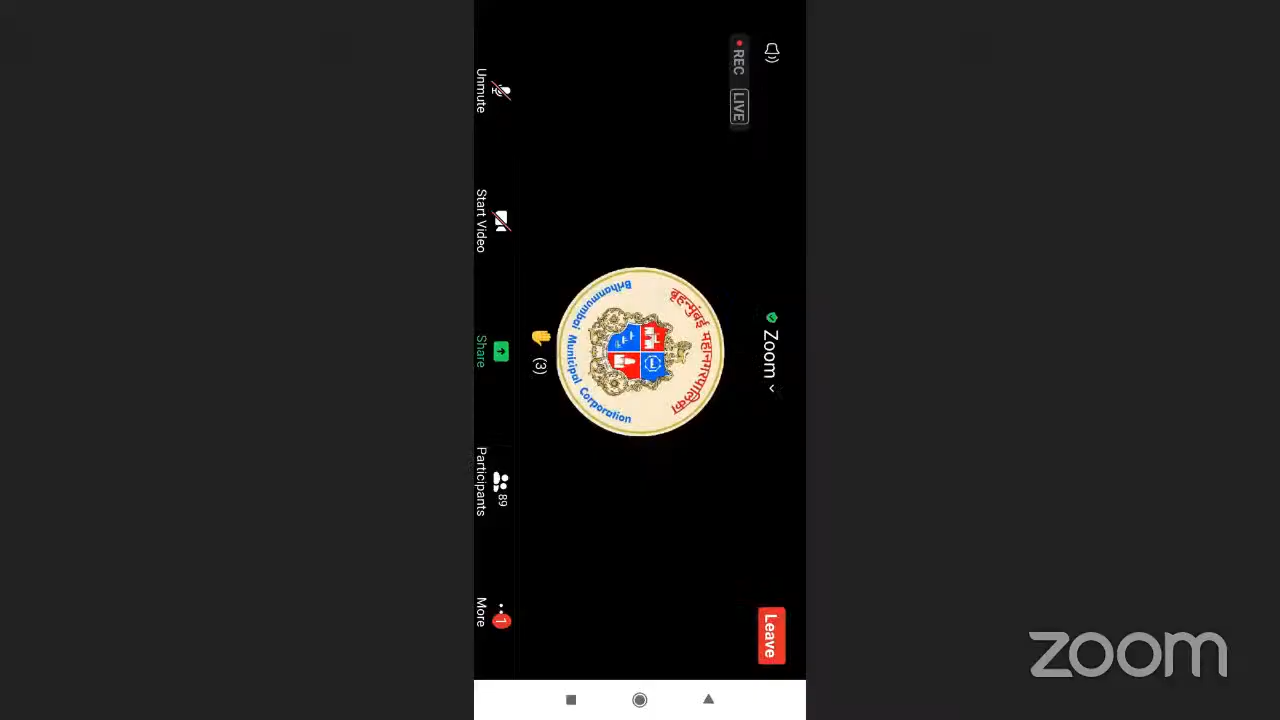 Zoom
Leave
REC LIVE
बृहन्मुंबई महानगरपालिका
Brihanmumbai Municipal Corporation
(3)
Unmute
Start Video
Share
89
Participants
1
More
zoom